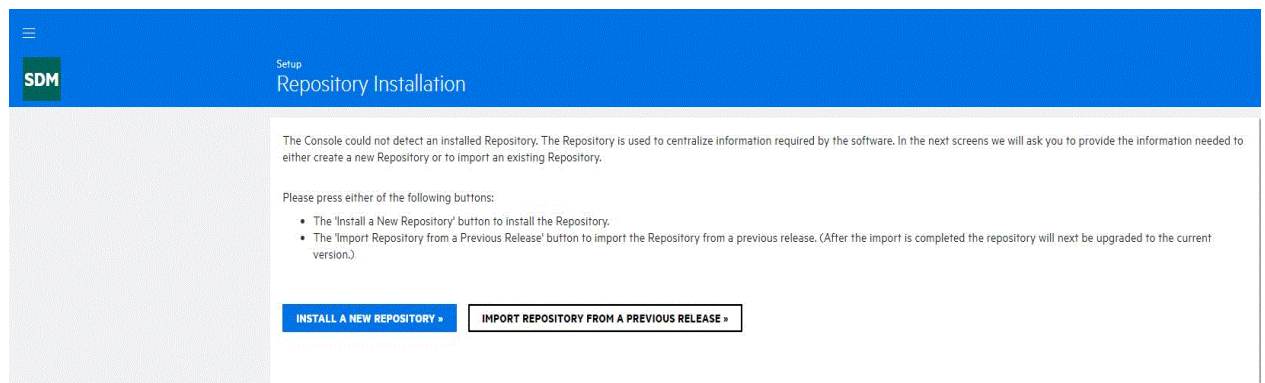 SDM
Setup
Repository Installation
The Console could not detect an installed Repository. The Repository is used to centralize information required by the software. In the next screens we will ask you to provide the information needed to
either create a new Repository or to import an existing Repository.
Please press either of the following buttons:
• The 'Install a New Repository' button to install the Repository.
• The 'Import Repository from a Previous Release' button to import the Repository from a previous release. (After the import is completed the repository will next be upgraded to the current
version.)
INSTALL A NEW REPOSITORY »
IMPORT REPOSITORY FROM A PREVIOUS RELEASE »